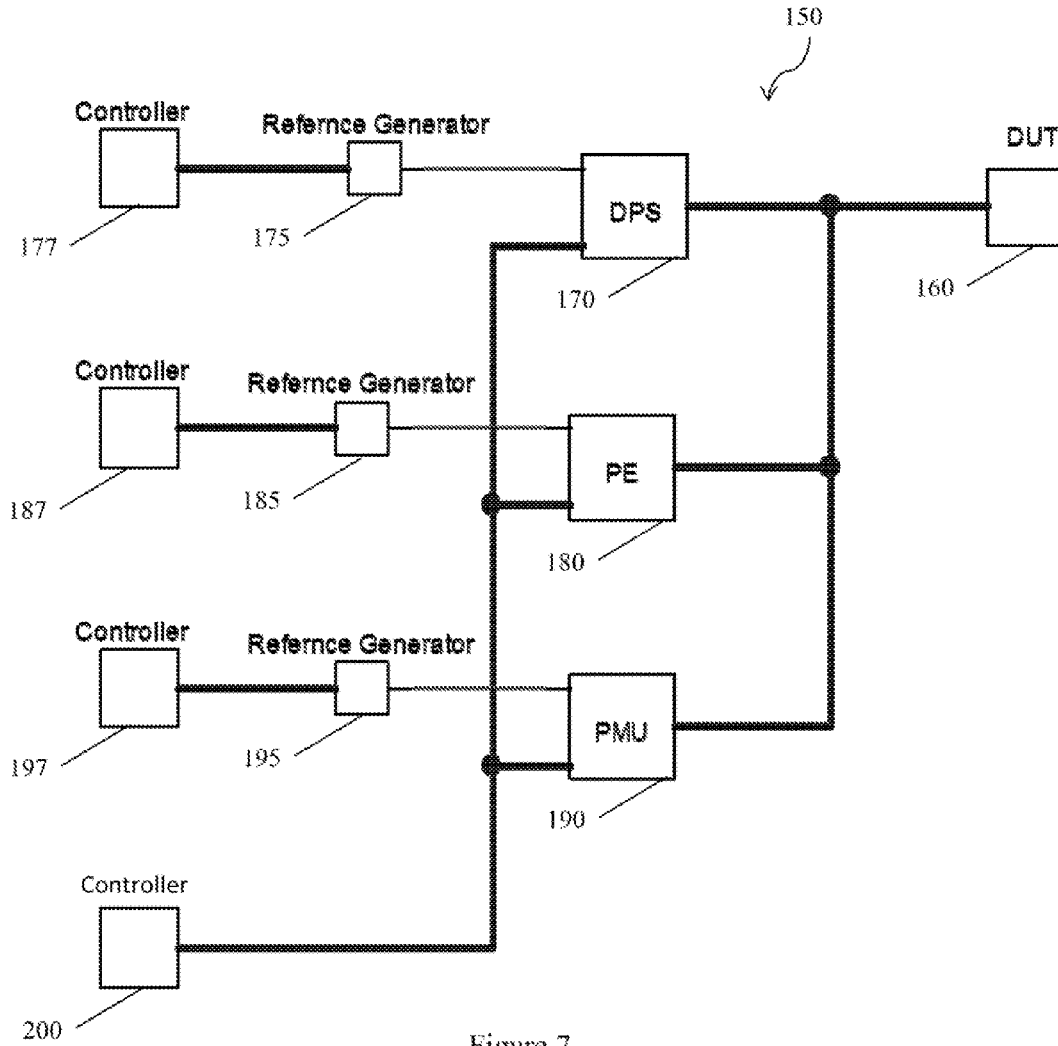 150
Controller
Refernce Generator
DUT
DPS
177
175
170
160
Controller
Refernce Generator
PE
187
185
180
Controller
Refernce Generator
PMU
197
195
190
Controller
200
Figure 7